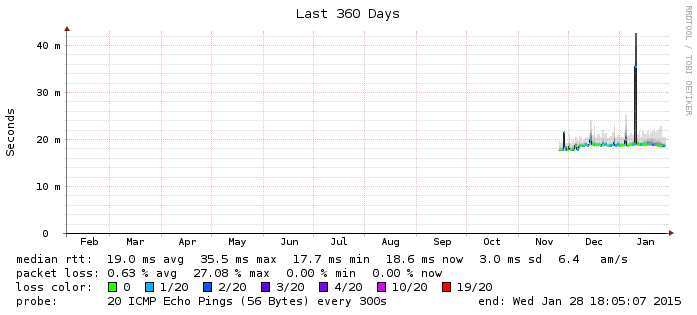 Last 360 Days
RRDTOOL / TOBI OETIKER
Seconds
40 m
30 m
20 m
10 m
0
Feb Mar Apr May Jun Jul Aug Sep Oct Nov Dec Jan
median rtt: 19.0 ms avg 35.5 ms max 17.7 ms min 18.6 ms now 3.0 ms sd 6.4 am/s
packet loss: 0.63 % avg 27.08 % max 0.00 % min 0.00 % now
loss color: 0 1/20 2/20 3/20 4/20 10/20 19/20
probe: 20 ICMP Echo Pings (56 Bytes) every 300s end: Wed Jan 28 18:05:07 2015